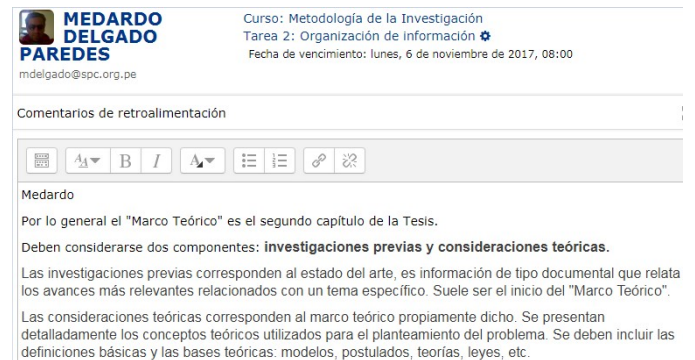 MEDARDO
DELGADO
PAREDES
mdelgado@spc.org.pe
Curso: Metodología de la Investigación
Tarea 2: Organización de información
Fecha de vencimiento: lunes, 6 de noviembre de 2017, 08:00
Comentarios de retroalimentación
B I
Medardo
Por lo general el "Marco Teórico" es el segundo capítulo de la Tesis.
Deben considerarse dos componentes: investigaciones previas y consideraciones teóricas.
Las investigaciones previas corresponden al estado del arte, es información de tipo documental que relata
los avances más relevantes relacionados con un tema específico. Suele ser el inicio del "Marco Teórico".
Las consideraciones teóricas corresponden al marco teórico propiamente dicho. Se presentan
detalladamente los conceptos teóricos utilizados para el planteamiento del problema. Se deben incluir las
definiciones básicas y las bases teóricas: modelos, postulados, teorías, leyes, etc.